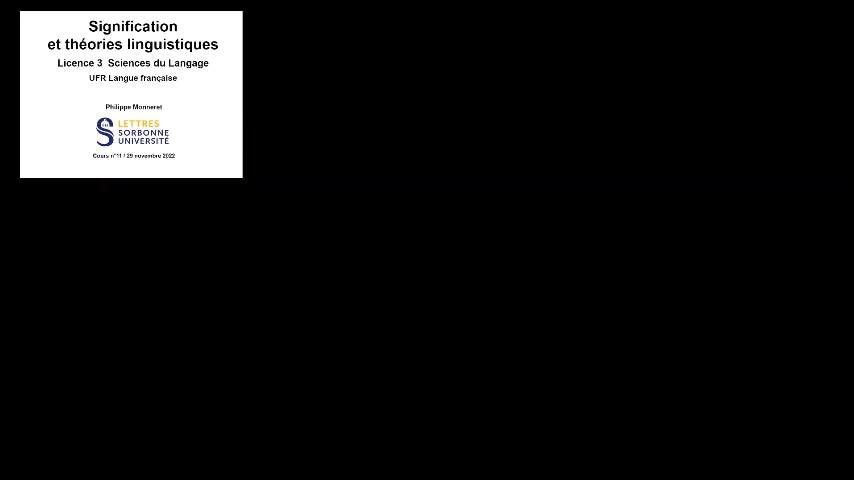 Signification
et théories linguistiques
Licence 3 Sciences du Langage
UFR Langue française
Philippe Monneret
LETTRES
SORBONNE
UNIVERSITÉ
Cours n°11 / 29 novembre 2022